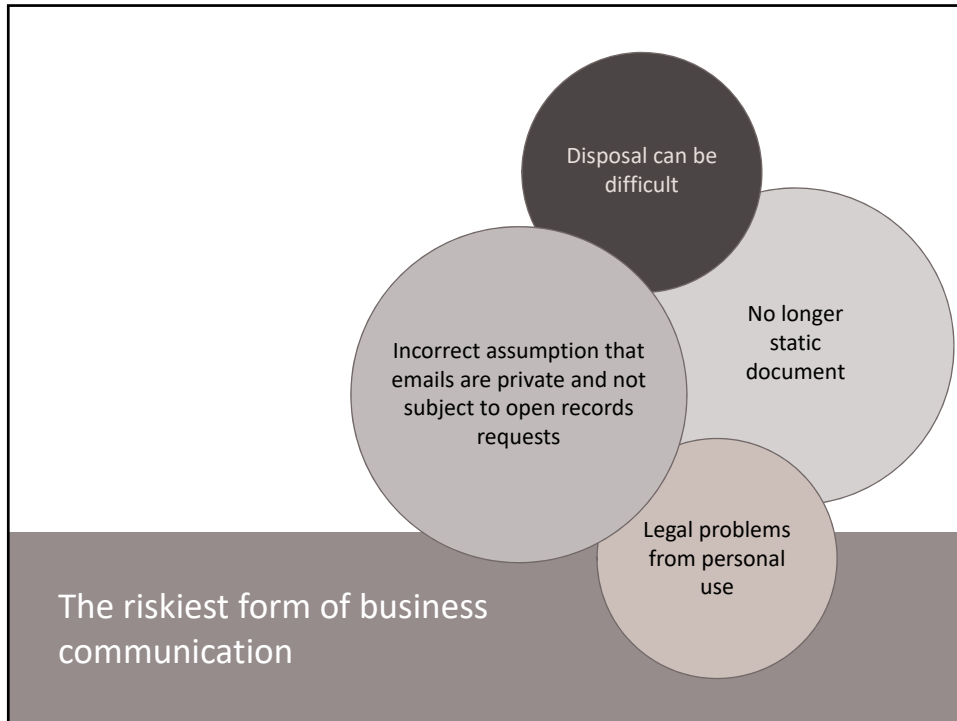 Disposal can be
difficult
No longer
static
document
Incorrect assumption that
emails are private and not
subject to open records
requests
Legal problems
from personal
use
The riskiest form of business
communication